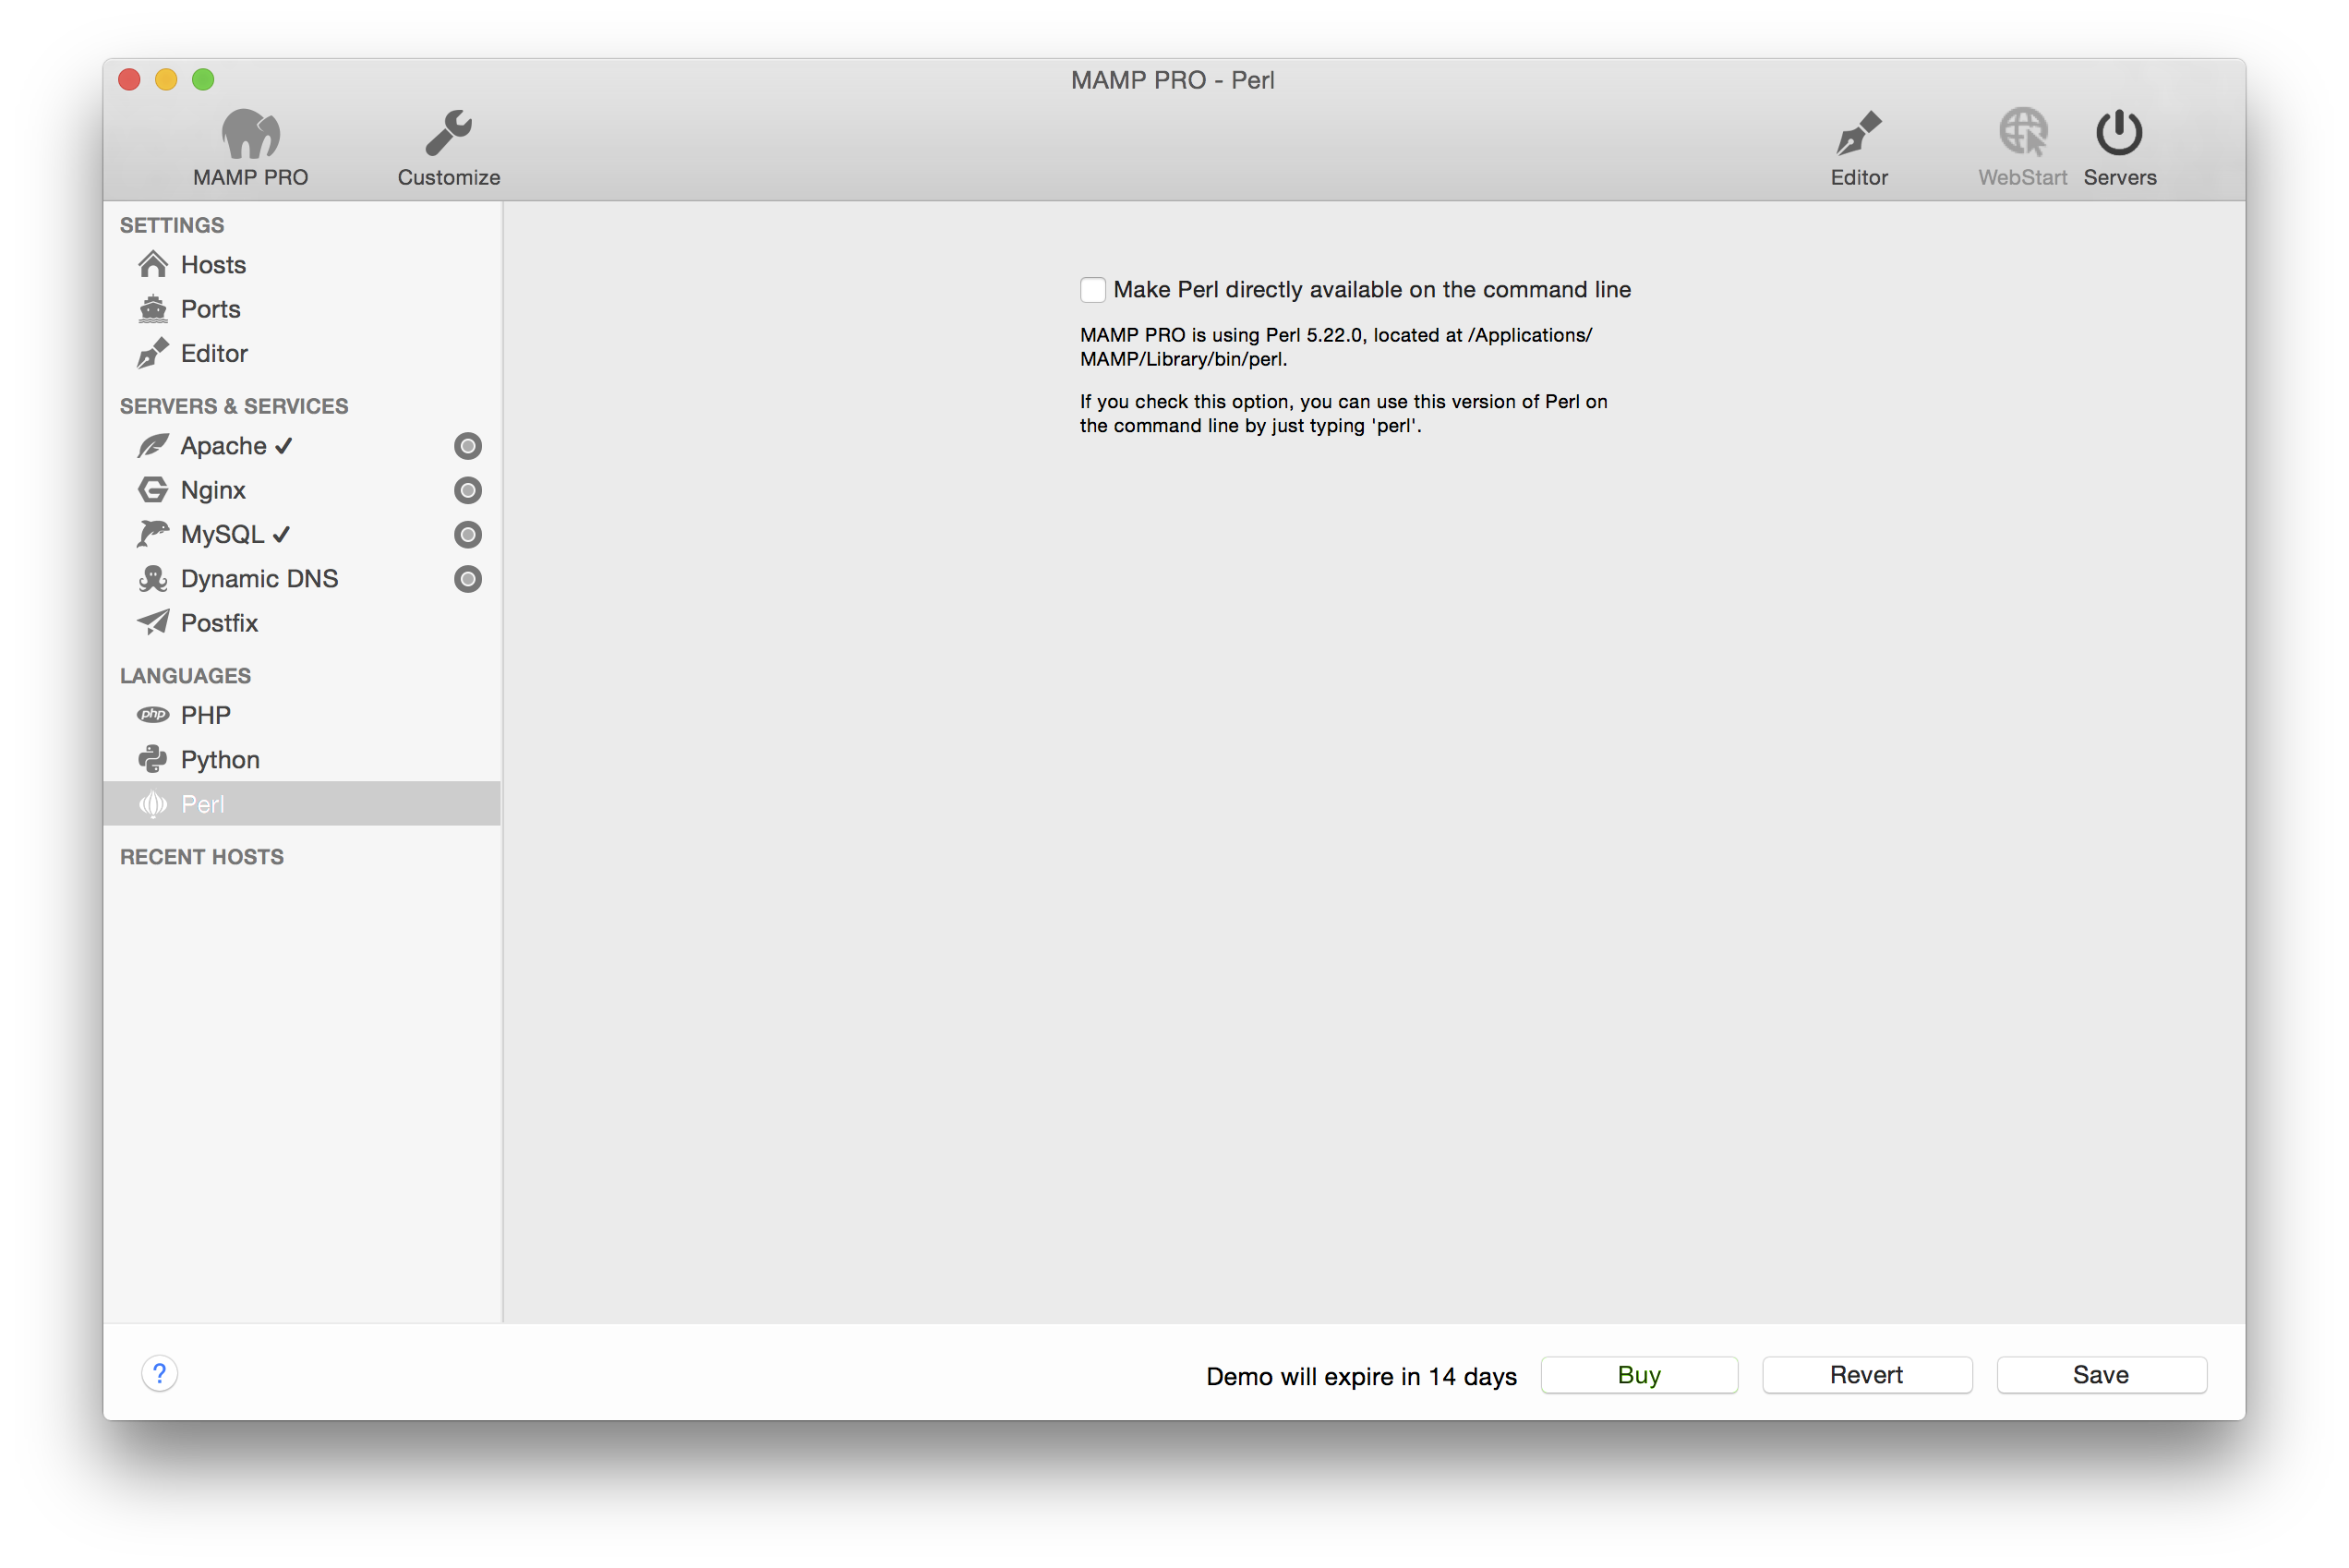 MAMP PRO - Perl
MAMP PRO
Customize
Editor
WebStart
Servers
SETTINGS
Hosts
Ports
Editor
SERVERS & SERVICES
Apache ✓
Nginx
MySQL ✓
Dynamic DNS
Postfix
LANGUAGES
php PHP
Python
Perl
RECENT HOSTS
Make Perl directly available on the command line
MAMP PRO is using Perl 5.22.0, located at /Applications/
MAMP/Library/bin/perl.
If you check this option, you can use this version of Perl on
the command line by just typing 'perl'.
?
Demo will expire in 14 days
Buy
Revert
Save